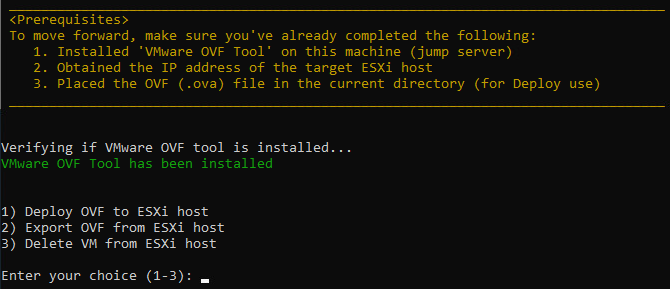 <Prerequisites>
To move forward, make sure you've already completed the following:
1. Installed 'VMware OVF Tool' on this machine (jump server)
2. Obtained the IP address of the target ESXi host
3. Placed the OVF (.ova) file in the current directory (for Deploy use)
Verifying if VMware OVF tool is installed...
VMware OVF Tool has been installed
1) Deploy OVF to ESXi host
2) Export OVF from ESXi host
3) Delete VM from ESXi host
Enter your choice (1-3):